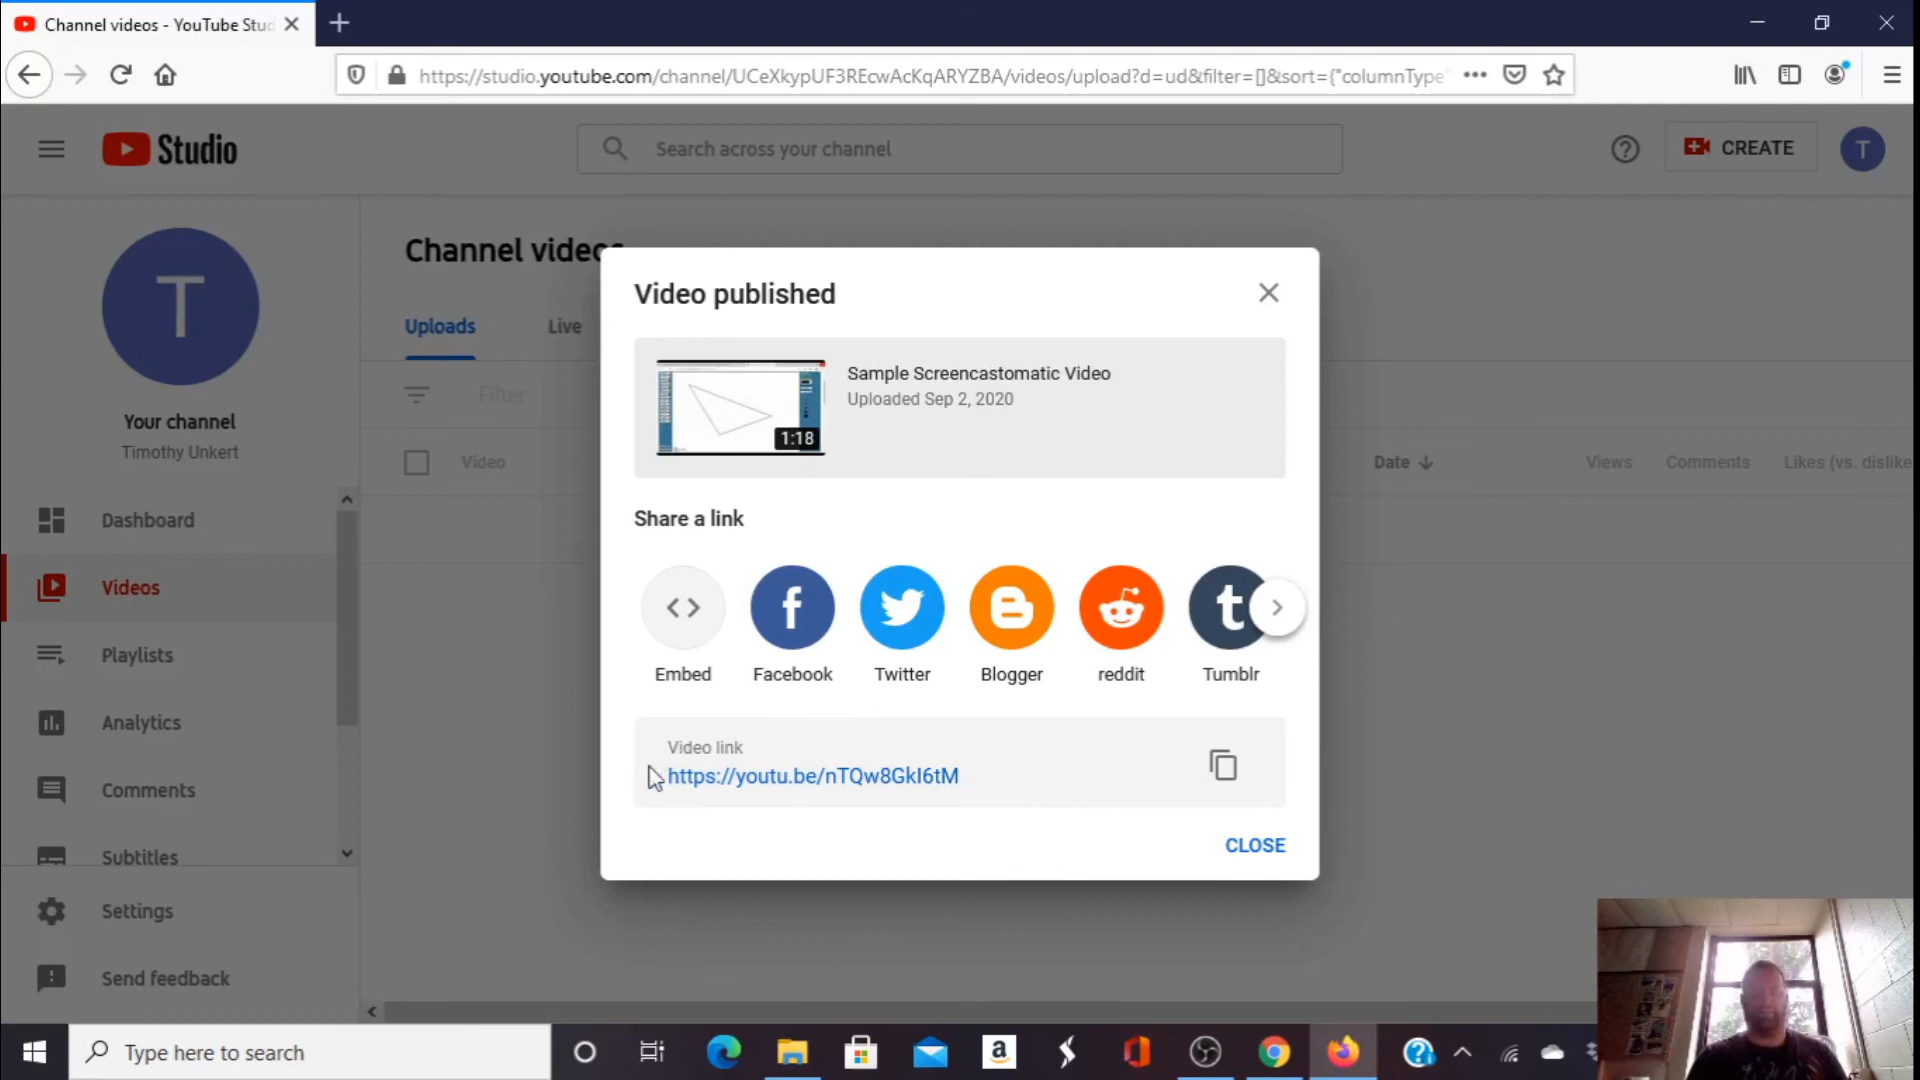 Channel videos - YouTube Stud
https://studio.youtube.com/channel/UCeXkypUF3REcwAcKqARYZBA/videos/upload?d=ud&filter=[]&sort={"columnType"
Studio
Search across your channel
CREATE
T
T
Your channel
Timothy Unkert
Dashboard
Videos
Playlists
Analytics
Comments
Subtitles
Settings
Send feedback
Channel videos
Uploads
Live
Filter
Video
Date
Views
Comments
Likes (vs. dislike
Video published
1:18
Sample Screencastomatic Video
Uploaded Sep 2, 2020
Share a link
Embed
Facebook
Twitter
Blogger
reddit
Tumblr
Video link
https://youtu.be/nTQw8GkI6tM
CLOSE
Type here to search